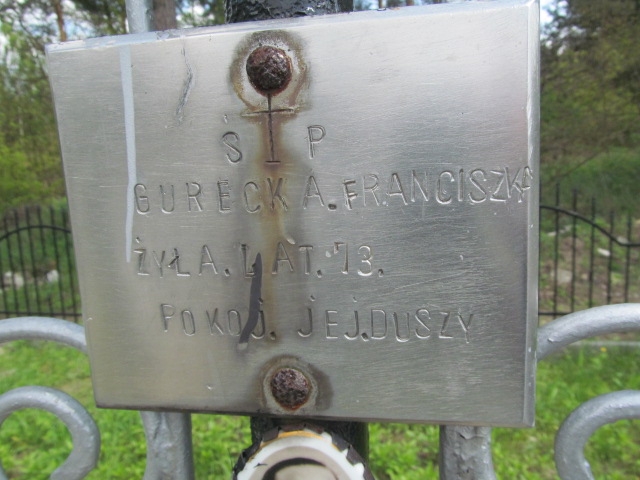 Ś P
GURECKA. FRANCISZKA
ŻYŁA. LAT. 73.
POKOJ. JEJ. DUSZY